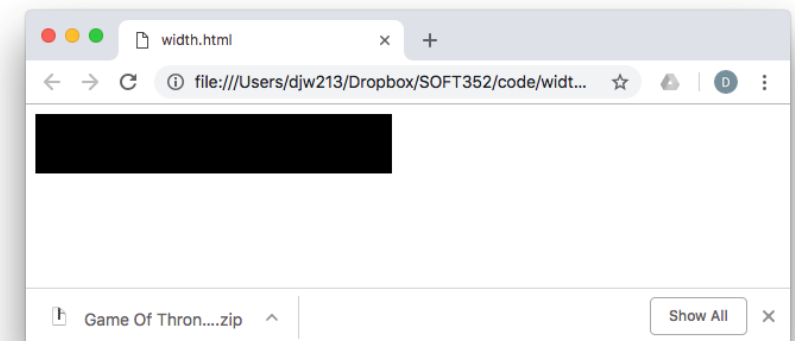 width.html
file:///Users/djw213/Dropbox/SOFT352/code/widt...
D
Game Of Thron....zip
Show All